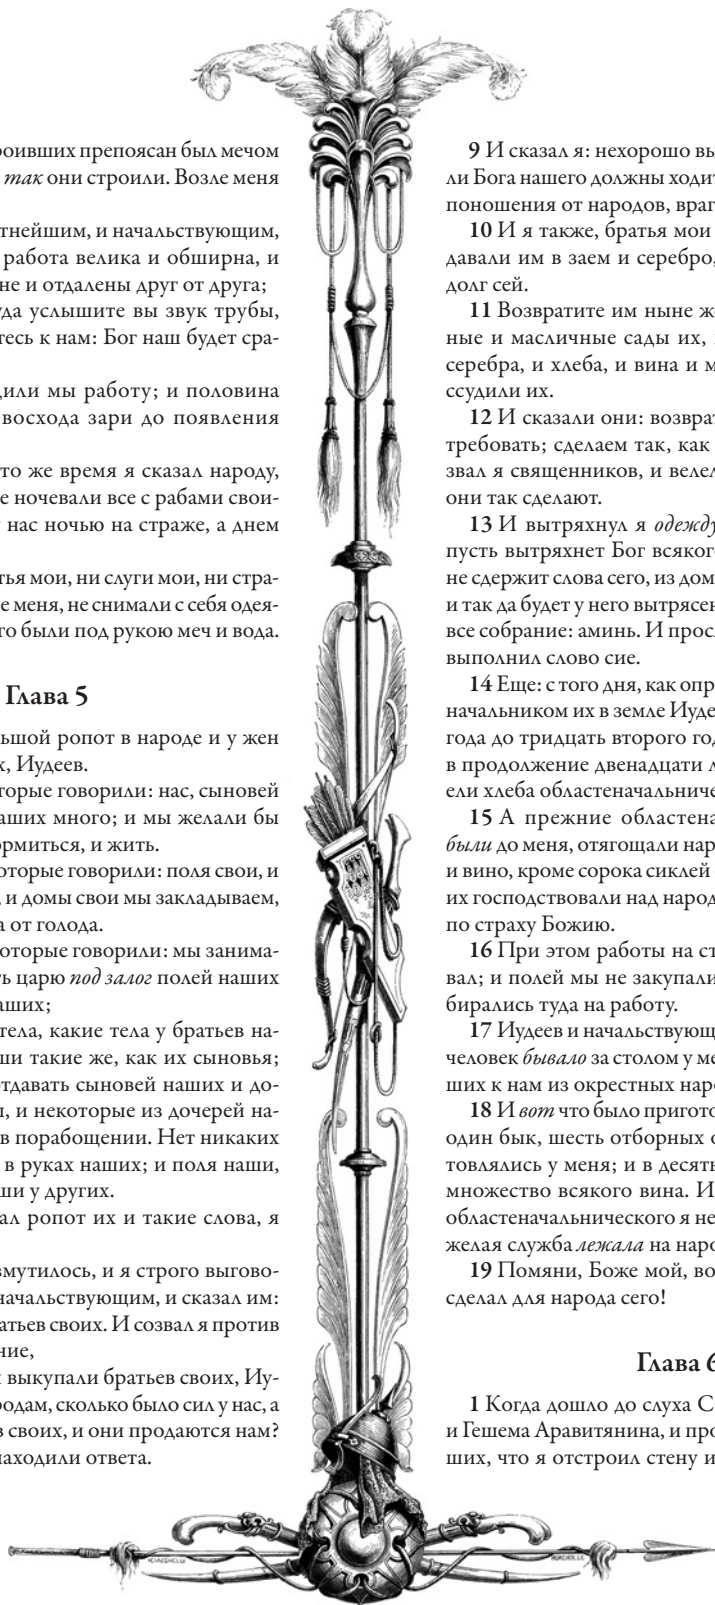 роивших препоясан был мечом
так они строили. Возле меня
тнейшим, и начальствующим,
работа велика и обширна, и
не и отдалены друг от друга;
уда услышите вы звук трубы,
тесь к нам: Бог наш будет сра-
дили мы работу; и половина
восхода зари до появления
то же время я сказал народу,
е ночевали все с рабами свои-
нас ночью на страже, а днем
тья мои, ни слуги мои, ни стра-
е меня, не снимали с себя одея-
го были под рукою меч и вода.
Глава 5
ьшой ропот в народе и у жен
х, Иудеев.
торые говорили: нас, сыновей
аших много; и мы желали бы
ормиться, и жить.
оторые говорили: поля свои, и
, и домы свои мы закладываем,
а от голода.
оторые говорили: мы занима-
ть царю под залог полей наших
аших;
тела, какие тела у братьев на-
ши такие же, как их сыновья;
отдавать сыновей наших и до-
ы, и некоторые из дочерей на-
в порабощении. Нет никаких
в руках наших; и поля наши,
ши у других.
ал ропот их и такие слова, я
змутилось, и я строго выгово-
начальствующим, и сказал им:
атьев своих. И созвал я против
ние,
выкупали братьев своих, Иу-
родам, сколько было сил у нас, а
в своих, и они продаются нам?
находили ответа.
9 И сказал я: нехорошо вы
ли Бога нашего должны ходит
поношения от народов, враг
10 И я также, братья мои
давали им в заем и серебро,
долг сей.
11 Возвратите им ныне же
ные и масличные сады их,
серебра, и хлеба, и вина и м
ссудили их.
12 И сказали они: возврат
требовать; сделаем так, как
звал я священников, и велел
они так сделают.
13 И вытряхнул я одежду
пусть вытряхнет Бог всякого
не сдержит слова сего, из дом
и так да будет у него вытрясен
все собрание: аминь. И просл
выполнил слово сие.
14 Еще: с того дня, как опр
начальником их в земле Иуде
года до тридцать второго год
в продолжение двенадцати л
ели хлеба областеначальниче
15 А прежние областена
были до меня, отягощали нар
и вино, кроме сорока сиклей
их господствовали над народ
по страху Божию.
16 При этом работы на ст
вал; и полей мы не закупали
бирались туда на работу.
17 Иудеев и начальствующ
человек бывало за столом у ме
ших к нам из окрестных наро
18 И вот что было пригото
один бык, шесть отборных о
товлялись у меня; и в десять
множество всякого вина. И
областеначальнического я не
желая служба лежала на наро
19 Помяни, Боже мой, во
сделал для народа сего!
Глава 6
1 Когда дошло до слуха С
и Гешема Аравитянина, и про
ших, что я отстроил стену и